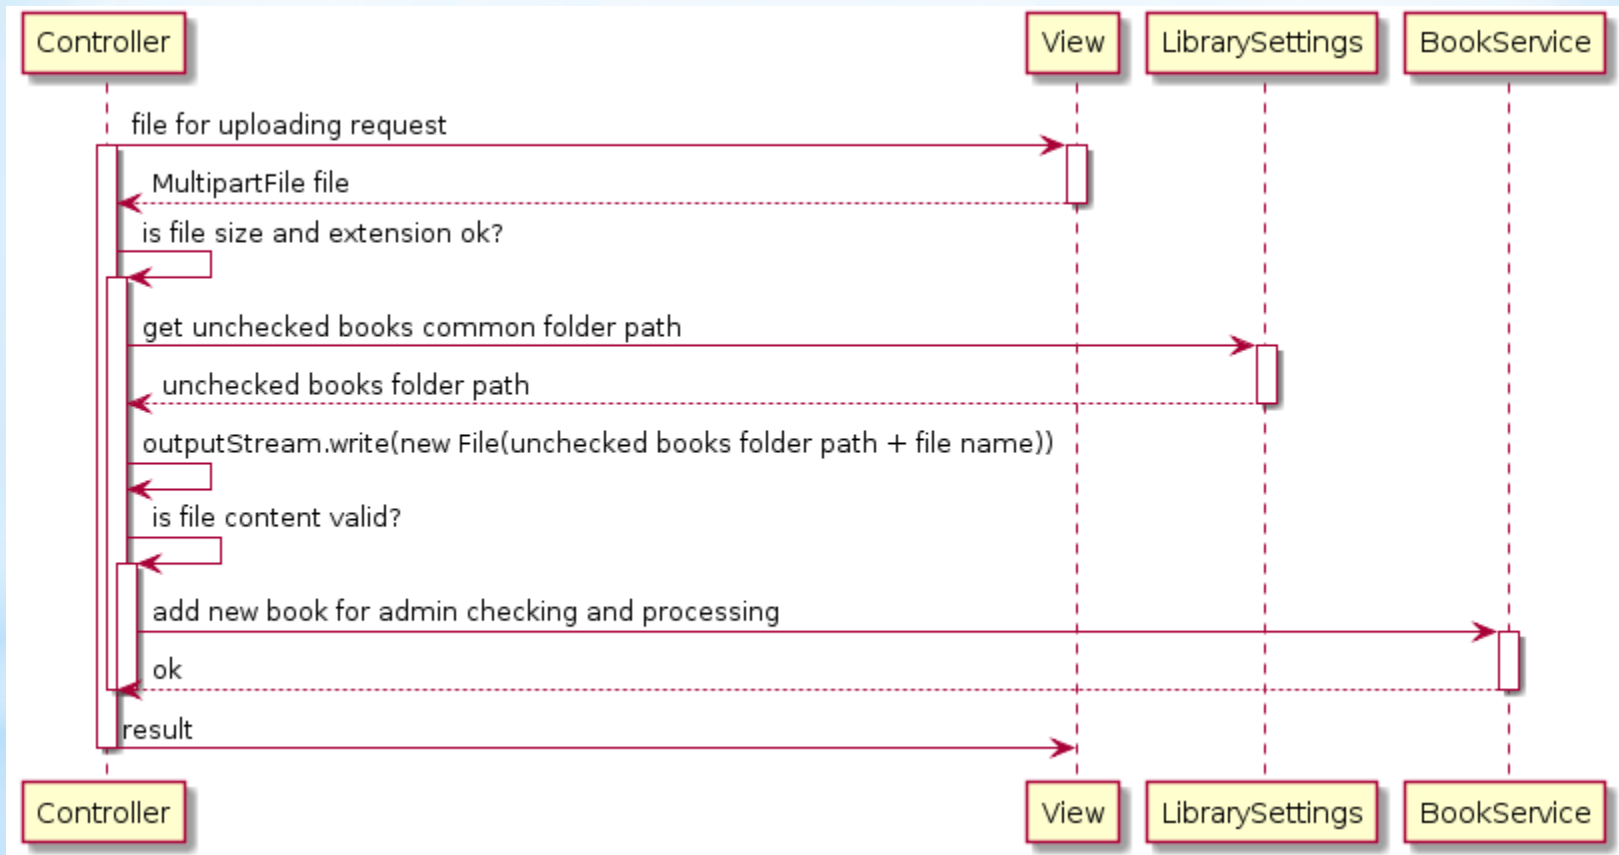 Controller
View
LibrarySettings
BookService
file for uploading request
MultipartFile file
is file size and extension ok?
get unchecked books common folder path
unchecked books folder path
outputStream.write(new File(unchecked books folder path + file name))
is file content valid?
add new book for admin checking and processing
ok
result
Controller
View
LibrarySettings
BookService